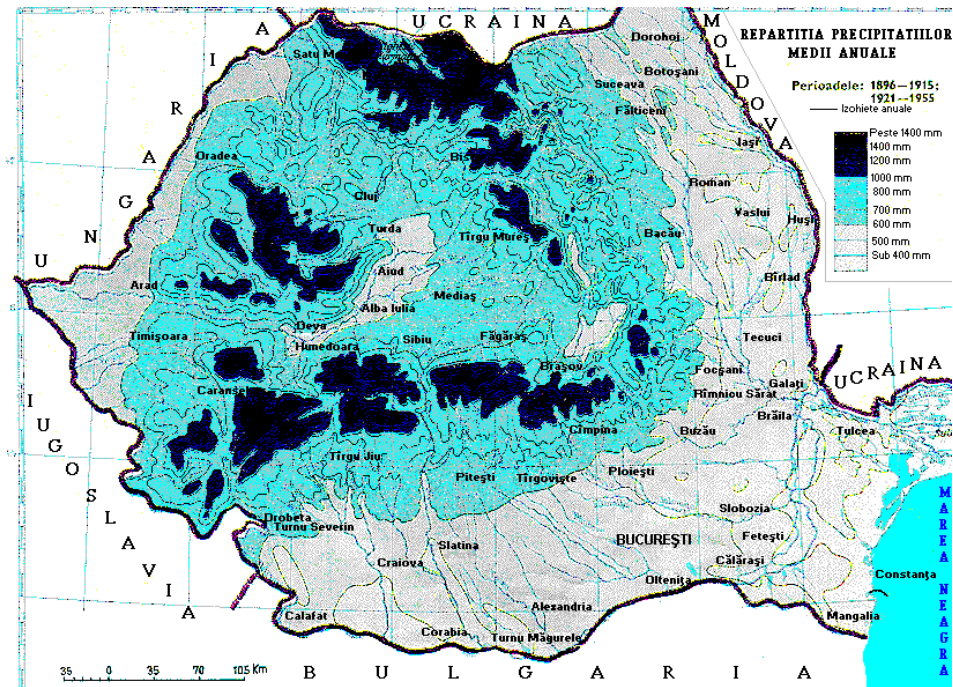 UCRAINA
MOLDOVA
UNGARIA
REPARTITIA PRECIPITATIILOR
MEDII ANUALE
Perioadele: 1896—1915;
1921--1955
Izohiete anuale
Peste 1400 mm
1400 mm
1200 mm
1000 mm
800 mm
700 mm
600 mm
500 mm
Sub 400 mm
Dorohoi
Satu M
Botoşani
Suceava
Fălticeni
Iaşi
Oradea
Bis
Roman
Cluj
Vaslui
Huşi
Turda
Tîrgu Mureş
Bacău
Aiud
Bîrlad
Arad
Mediaş
Alba Iulia
Deva
Timişoara
Hunedoara
Sibiu
Făgăraş
Tecuci
Braşov
Focşani
Galaţi
UCRAINA
Caranse
Rîmnicu Sărat
Brăila
Cîmpina
Buzău
Tulcea
Tîrgu Jiu
Piteşti
Tîrgovişte
Ploieşti
Slobozia
Drobeta
Turnu Severin
Slatina
BUCUREŞTI
Feteşti
Craiova
Călăraşi
Olteniţa
Constanţa
Calafat
Alexandria
Mangalia
Corabia
Turnu Măgurele
IUGOSLAVIA
BULGARIA
MAREA NEAGRA
35 0 35 70 105 Km